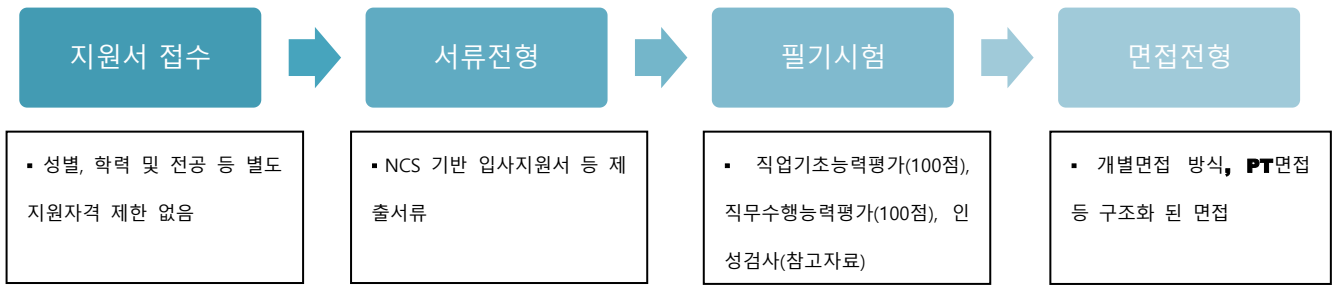 지원서 접수
서류전형
필기시험
면접전형
▪ 성별, 학력 및 전공 등 별도
지원자격 제한 없음
▪ NCS 기반 입사지원서 등 제
출서류
▪ 직업기초능력평가(100점),
직무수행능력평가(100점), 인
성검사(참고자료)
▪ 개별면접 방식, PT면접
등 구조화 된 면접